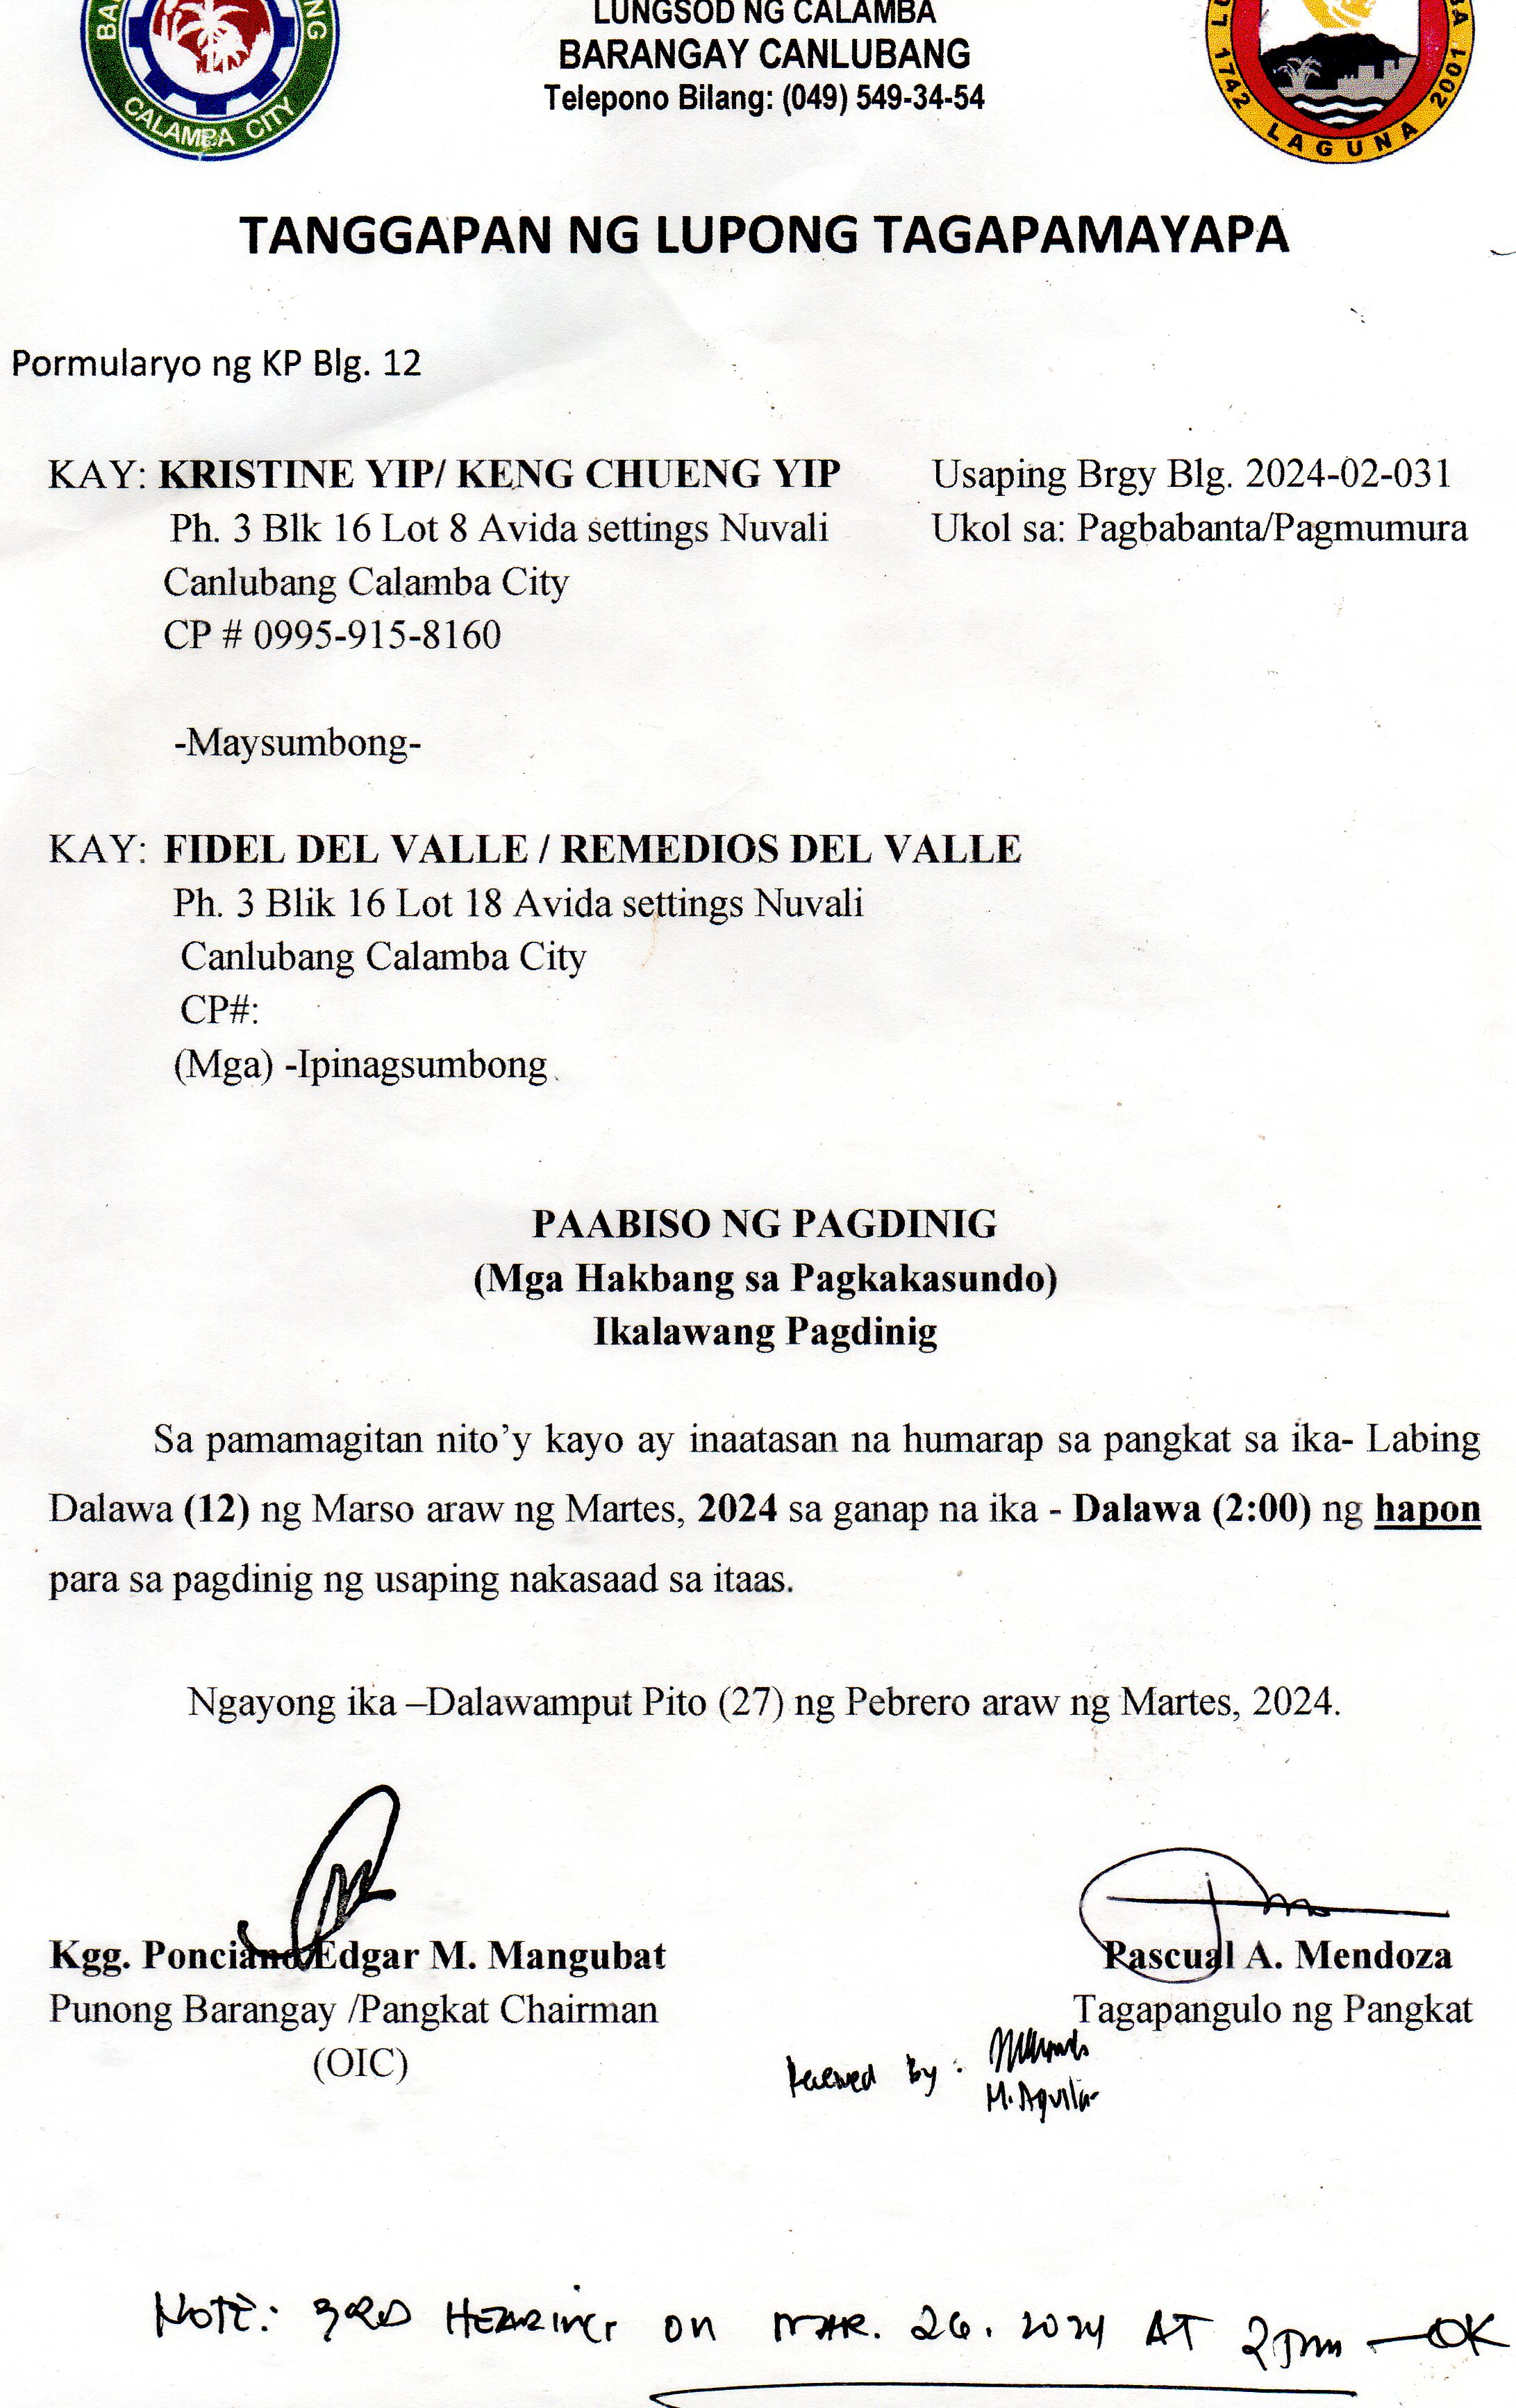 LUNGSOD NG CALAMBA
BARANGAY CANLUBANG
Telepono Bilang: (049) 549-34-54
CALAMBA CITY
1742 LAGUNA 2001
TANGGAPAN NG LUPONG TAGAPAMAYAPA
Pormularyo ng KP Blg. 12
KAY: KRISTINE YIP/ KENG CHUENG YIP Usaping Brgy Blg. 2024-02-031
Ph. 3 Blk 16 Lot 8 Avida settings Nuvali Ukol sa: Pagbabanta/Pagmumura
Canlubang Calamba City
CP # 0995-915-8160
-Maysumbong-
KAY: FIDEL DEL VALLE / REMEDIOS DEL VALLE
Ph. 3 Blik 16 Lot 18 Avida settings Nuvali
Canlubang Calamba City
CP#:
(Mga) -Ipinagsumbong
PAABISO NG PAGDINIG
(Mga Hakbang sa Pagkakasundo)
Ikalawang Pagdinig
Sa pamamagitan nito’y kayo ay inaatasan na humarap sa pangkat sa ika- Labing
Dalawa (12) ng Marso araw ng Martes, 2024 sa ganap na ika - Dalawa (2:00) ng hapon
para sa pagdinig ng usaping nakasaad sa itaas.
Ngayong ika –Dalawamput Pito (27) ng Pebrero araw ng Martes, 2024.
Kgg. Ponciano Edgar M. Mangubat Pascual A. Mendoza
Punong Barangay /Pangkat Chairman Tagapangulo ng Pangkat
(OIC)
Received By:
M. Aguilar
NOTE: 3RD HEARING ON MAR. 26. 2024 AT 2PM —OK